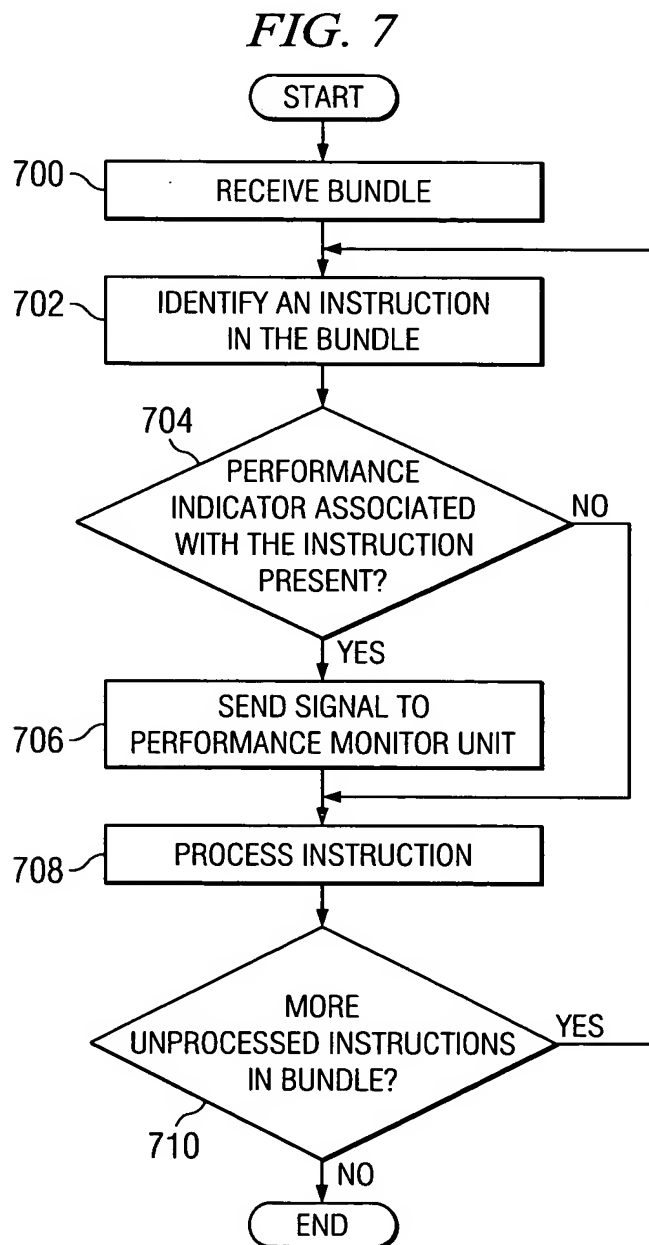 FIG. 7
START
700
RECEIVE BUNDLE
702
IDENTIFY AN INSTRUCTION
IN THE BUNDLE
704
PERFORMANCE
INDICATOR ASSOCIATED
WITH THE INSTRUCTION
PRESENT?
NO
YES
706
SEND SIGNAL TO
PERFORMANCE MONITOR UNIT
708
PROCESS INSTRUCTION
MORE
UNPROCESSED INSTRUCTIONS
IN BUNDLE?
YES
710
NO
END